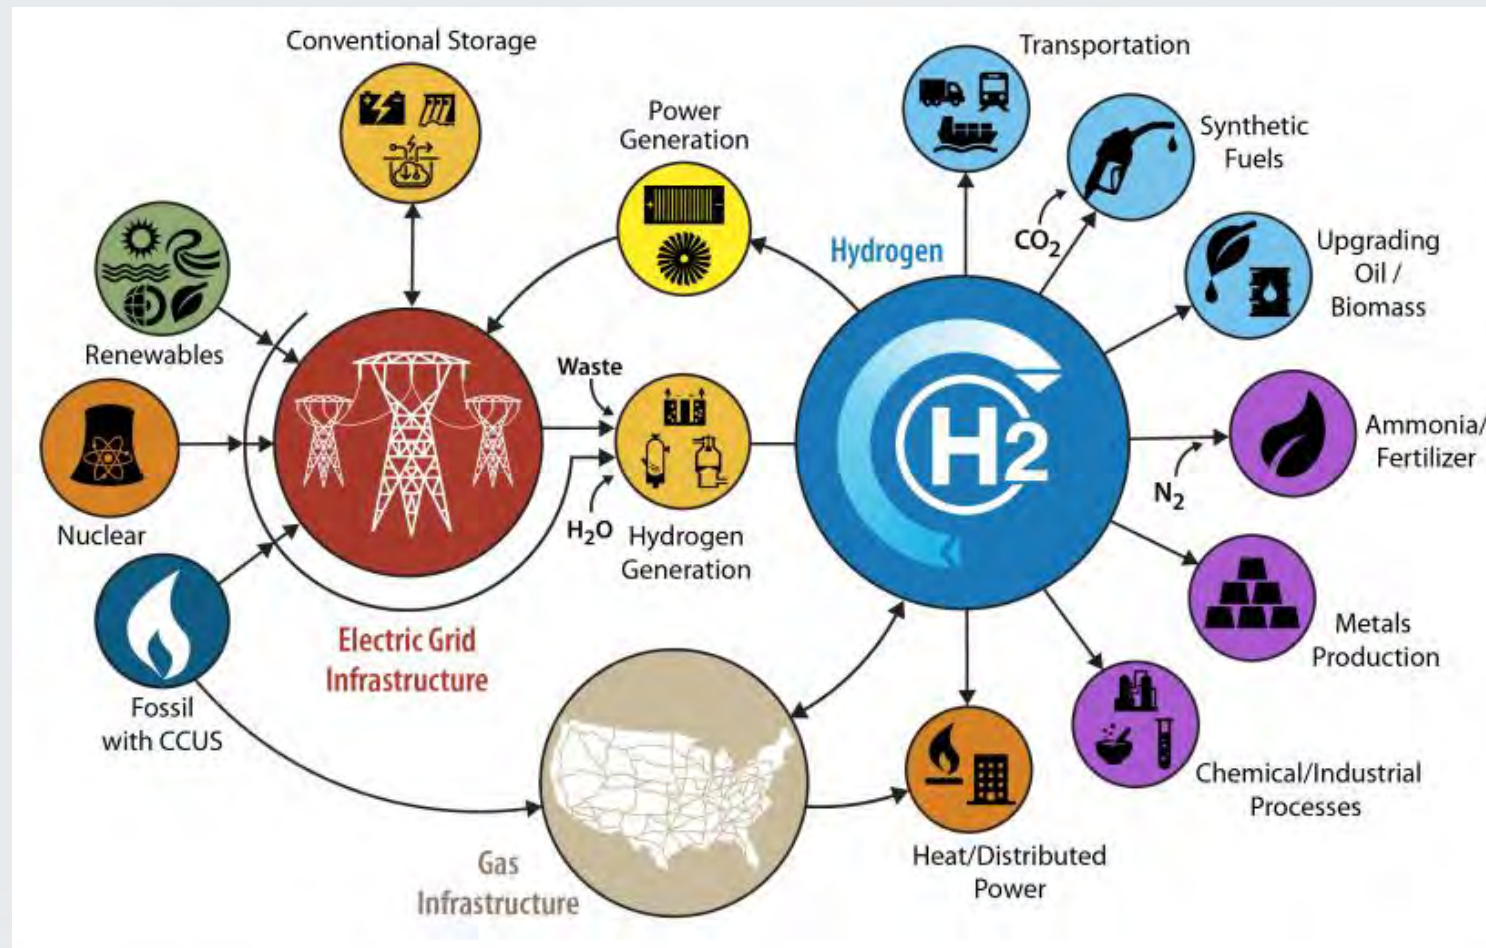 Conventional Storage
Transportation
Power
Generation
Synthetic
Fuels
CO2
Hydrogen
Upgrading
Oil /
Biomass
Renewables
Waste
H2
Ammonia/
Fertilizer
N2
Nuclear
H2O
Hydrogen
Generation
Electric Grid
Infrastructure
Metals
Production
Fossil
with CCUS
Chemical/Industrial
Processes
Gas
Infrastructure
Heat/Distributed
Power